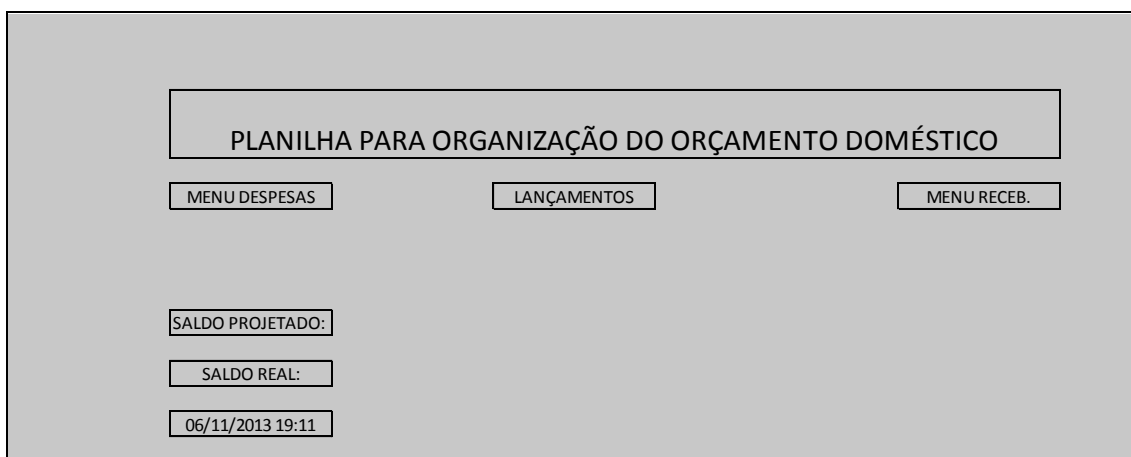 PLANILHA PARA ORGANIZAÇÃO DO ORÇAMENTO DOMÉSTICO
MENU DESPESAS
LANÇAMENTOS
MENU RECEB.
SALDO PROJETADO:
SALDO REAL:
06/11/2013 19:11